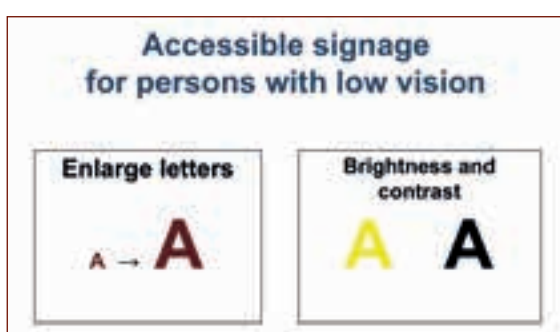 Accessible signage
for persons with low vision
Enlarge letters
A → A
Brightness and
contrast
A A